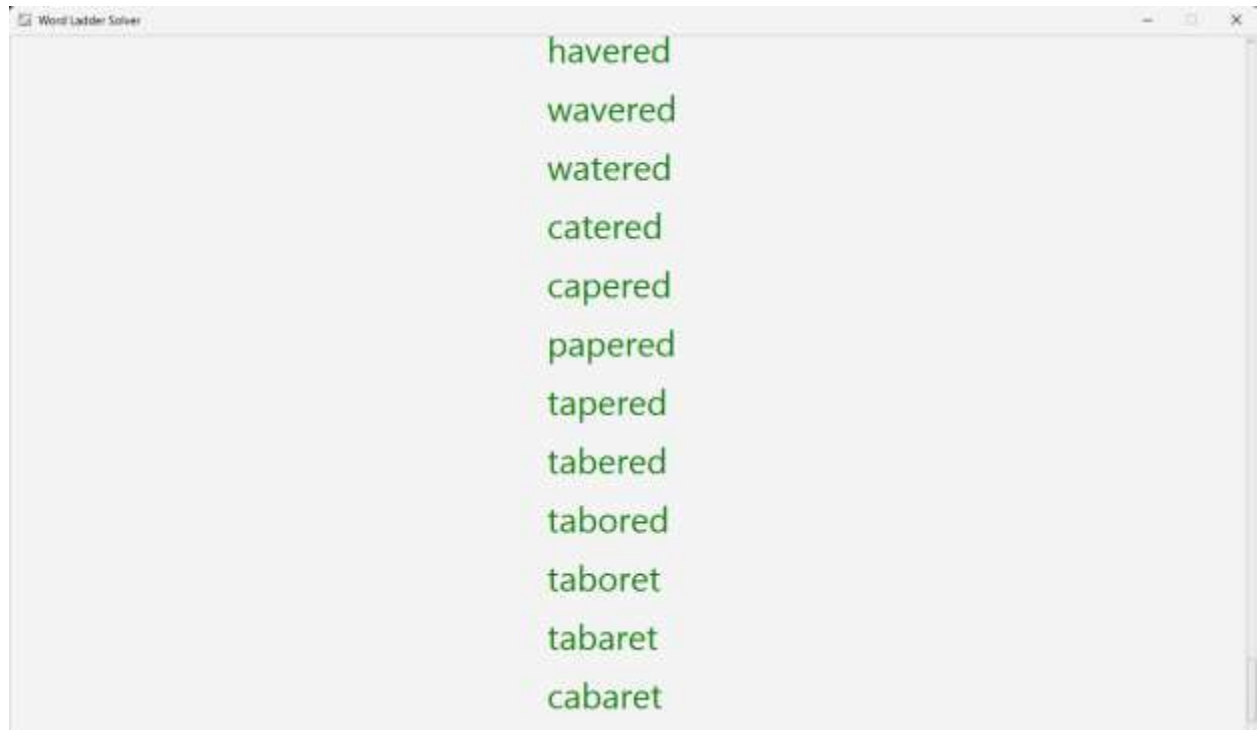 Word Ladder Solver
havered
wavered
watered
catered
capered
papered
tapered
tabered
tabored
taboret
tabaret
cabaret